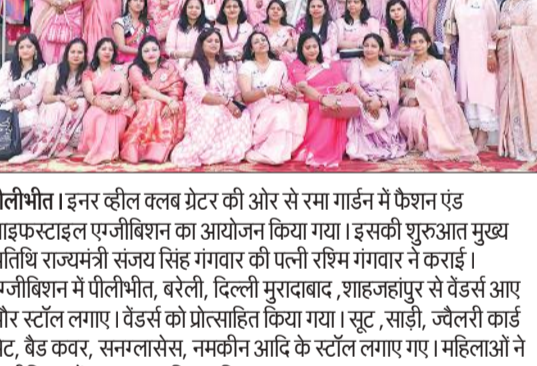 पीलीभीत। इनर व्हील क्लब ग्रेटर की ओर से रमा गार्डन में फैशन एंड
लाइफस्टाइल एग्जीबिशन का आयोजन किया गया। इसकी शुरुआत मुख्य
अतिथि राज्यमंत्री संजय सिंह गंगवार की पत्नी रश्मि गंगवार ने कराई।
एग्जीबिशन में पीलीभीत, बरेली, दिल्ली मुरादाबाद ,शाहजहांपुर से वेंडर्स आए
और स्टॉल लगाए। वेंडर्स को प्रोत्साहित किया गया। सूट ,साड़ी, ज्वैलरी कार्ड
बैड कवर, सनग्लासेस, नमकीन आदि के स्टॉल लगाए गए। महिलाओं ने